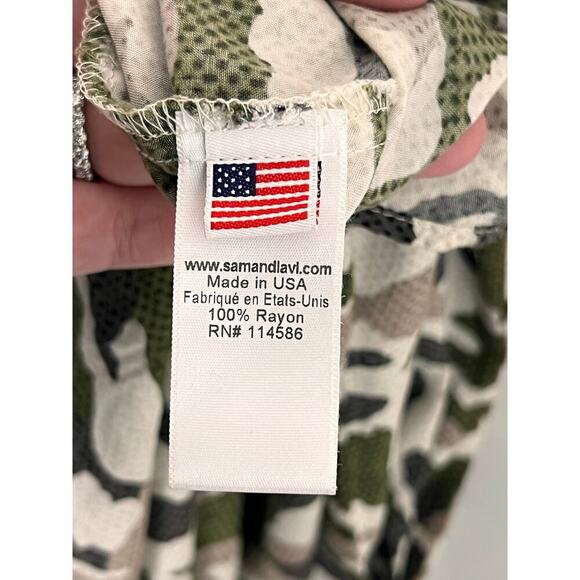 www.samandlavi.com
Made in USA
Fabriqué en Etats-Unis
100% Rayon
RN# 114586